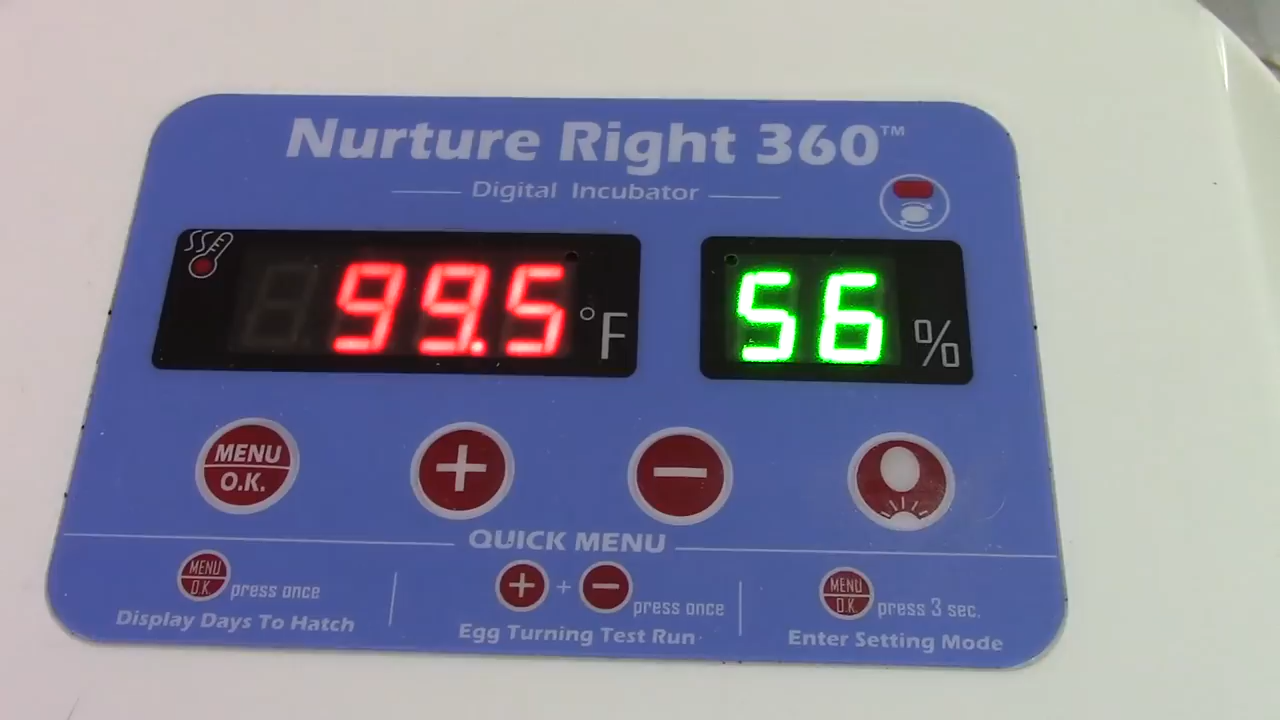 Nurture Right 360™
Digital Incubator
99.5 °F
56 %
MENU
O.K.
+
−
QUICK MENU
MENU
O.K press once
Display Days To Hatch
+ + − press once
Egg Turning Test Run
MENU
O.K press 3 sec.
Enter Setting Mode